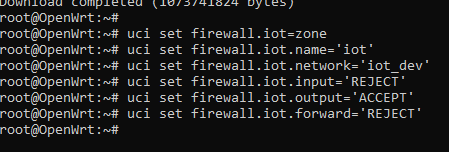 Download completed (1073741824 bytes)
root@OpenWrt:~#
root@OpenWrt:~# uci set firewall.iot=zone
root@OpenWrt:~# uci set firewall.iot.name='iot'
root@OpenWrt:~# uci set firewall.iot.network='iot_dev'
root@OpenWrt:~# uci set firewall.iot.input='REJECT'
root@OpenWrt:~# uci set firewall.iot.output='ACCEPT'
root@OpenWrt:~# uci set firewall.iot.forward='REJECT'
root@OpenWrt:~#